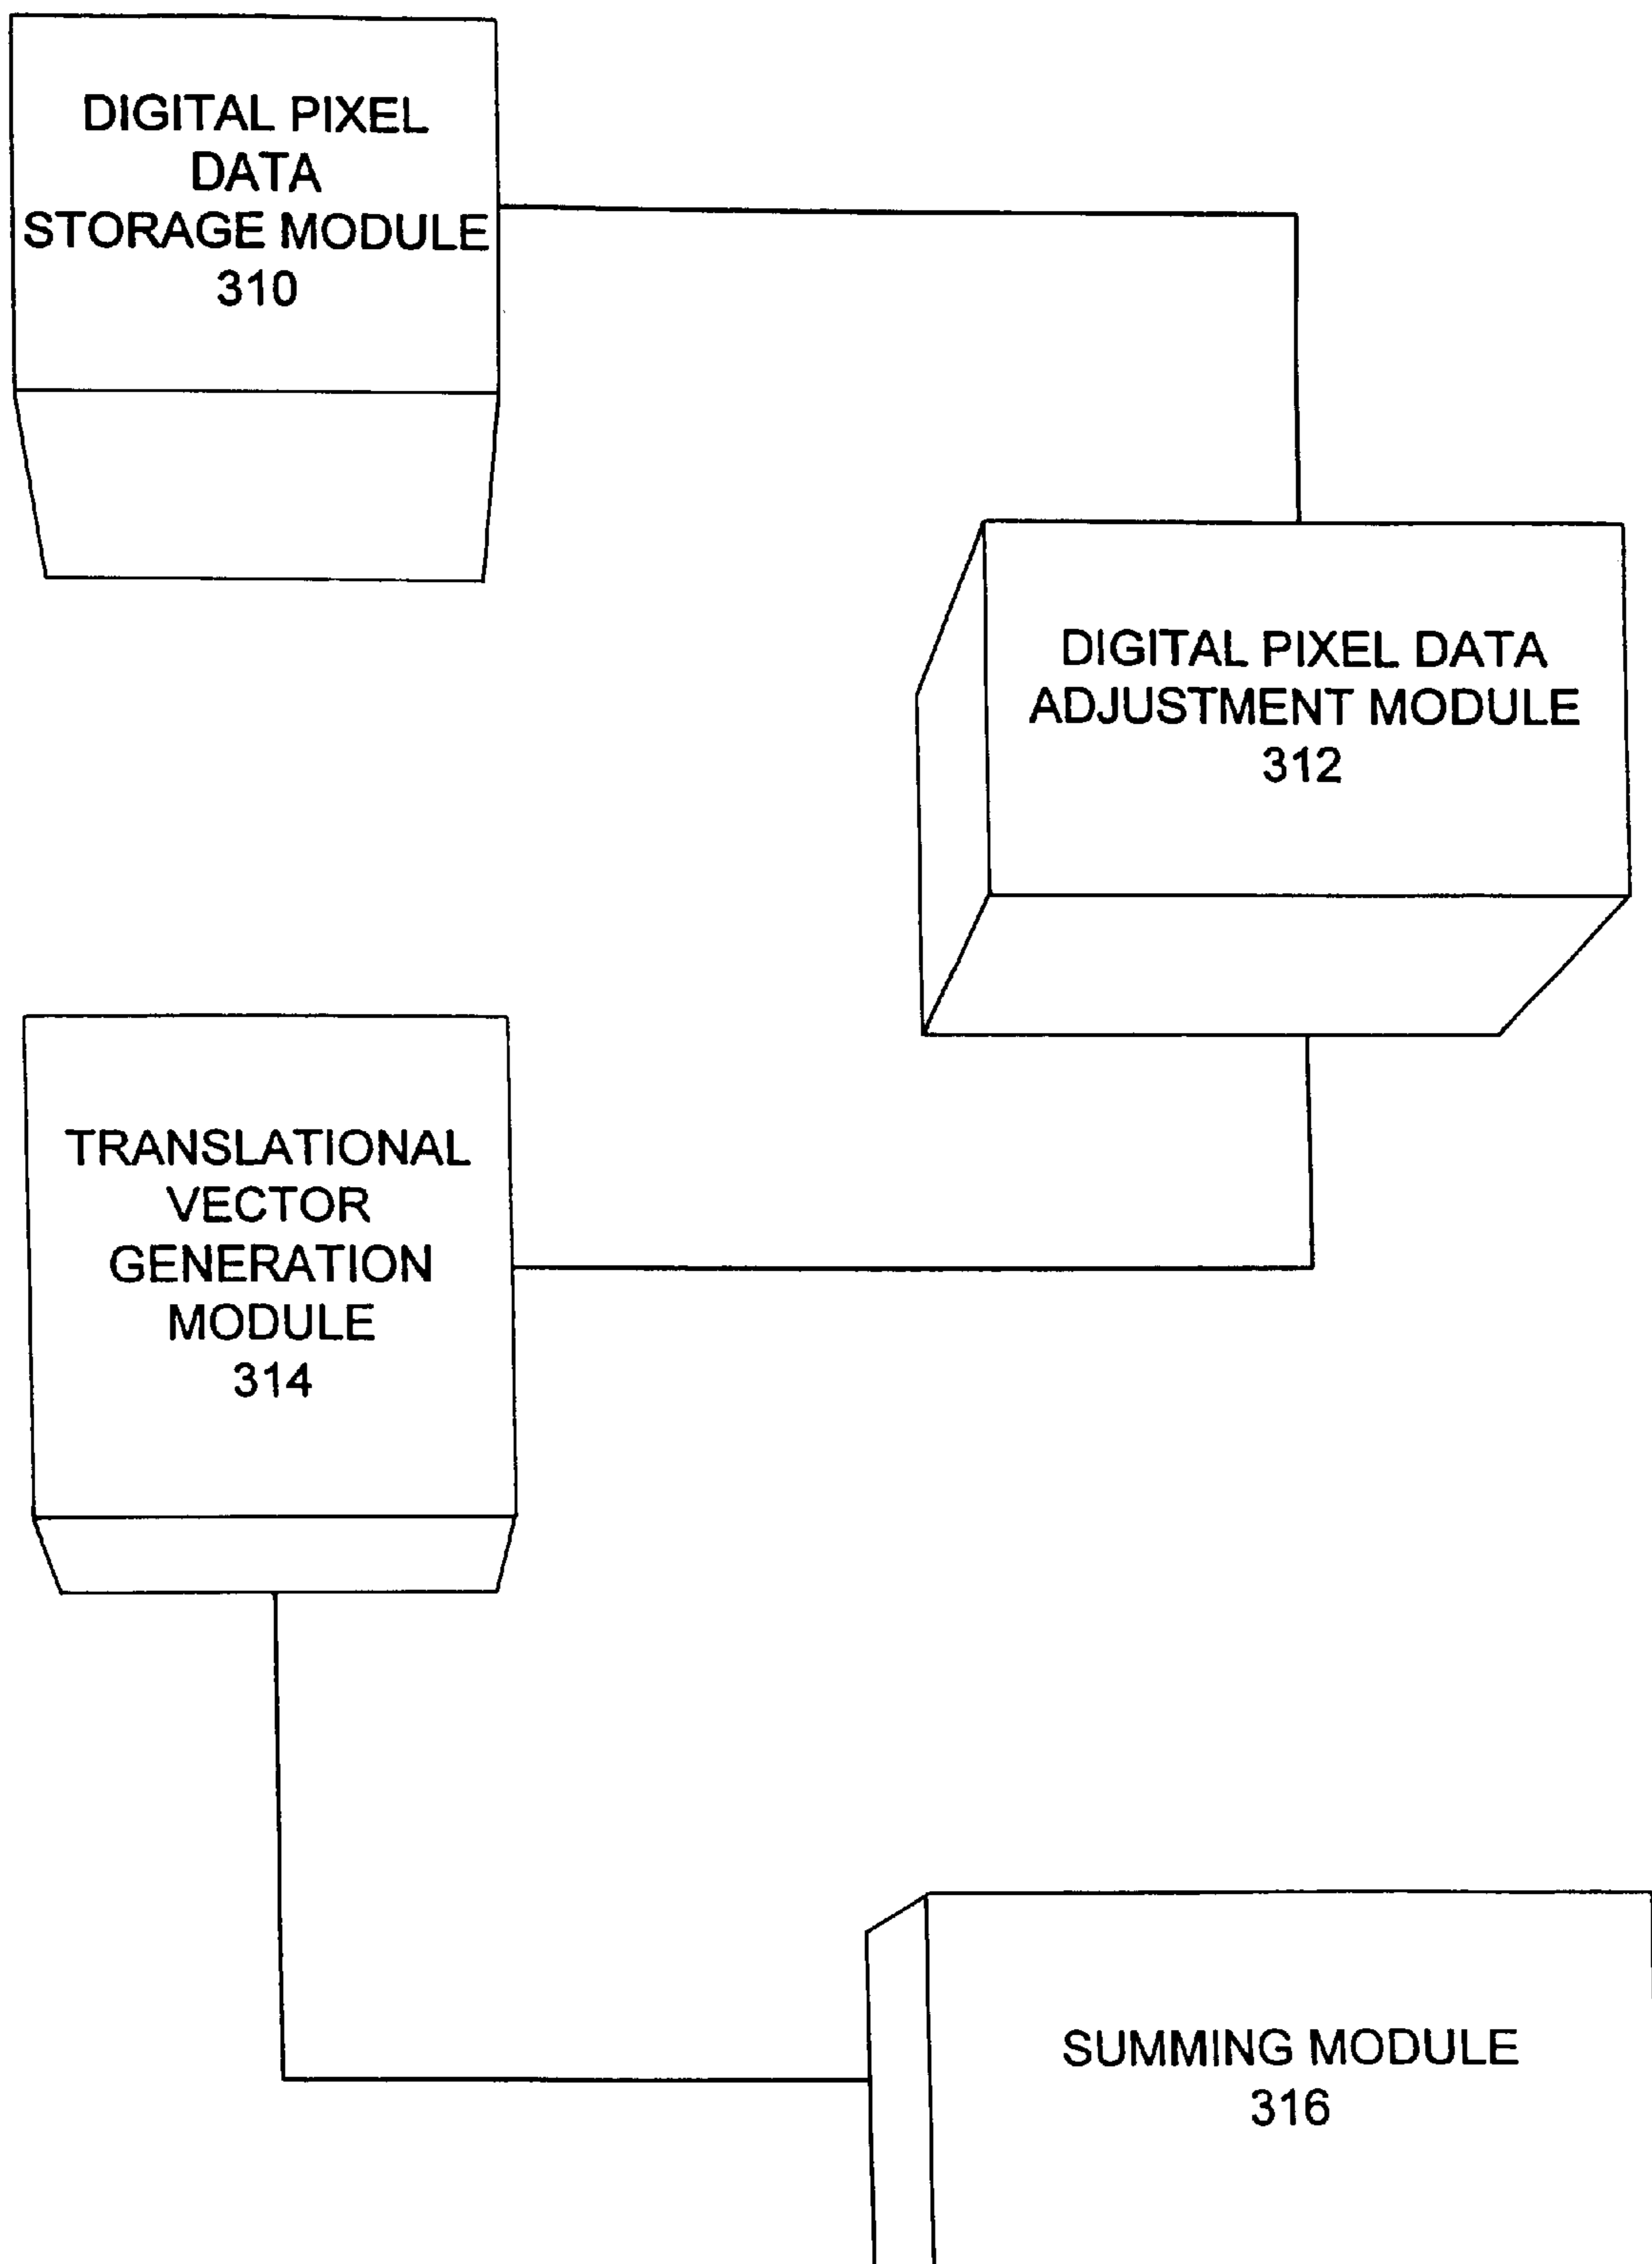 DIGITAL PIXEL
DATA
STORAGE MODULE
310
DIGITAL PIXEL DATA
ADJUSTMENT MODULE
312
TRANSLATIONAL
VECTOR
GENERATION
MODULE
314
SUMMING MODULE
316